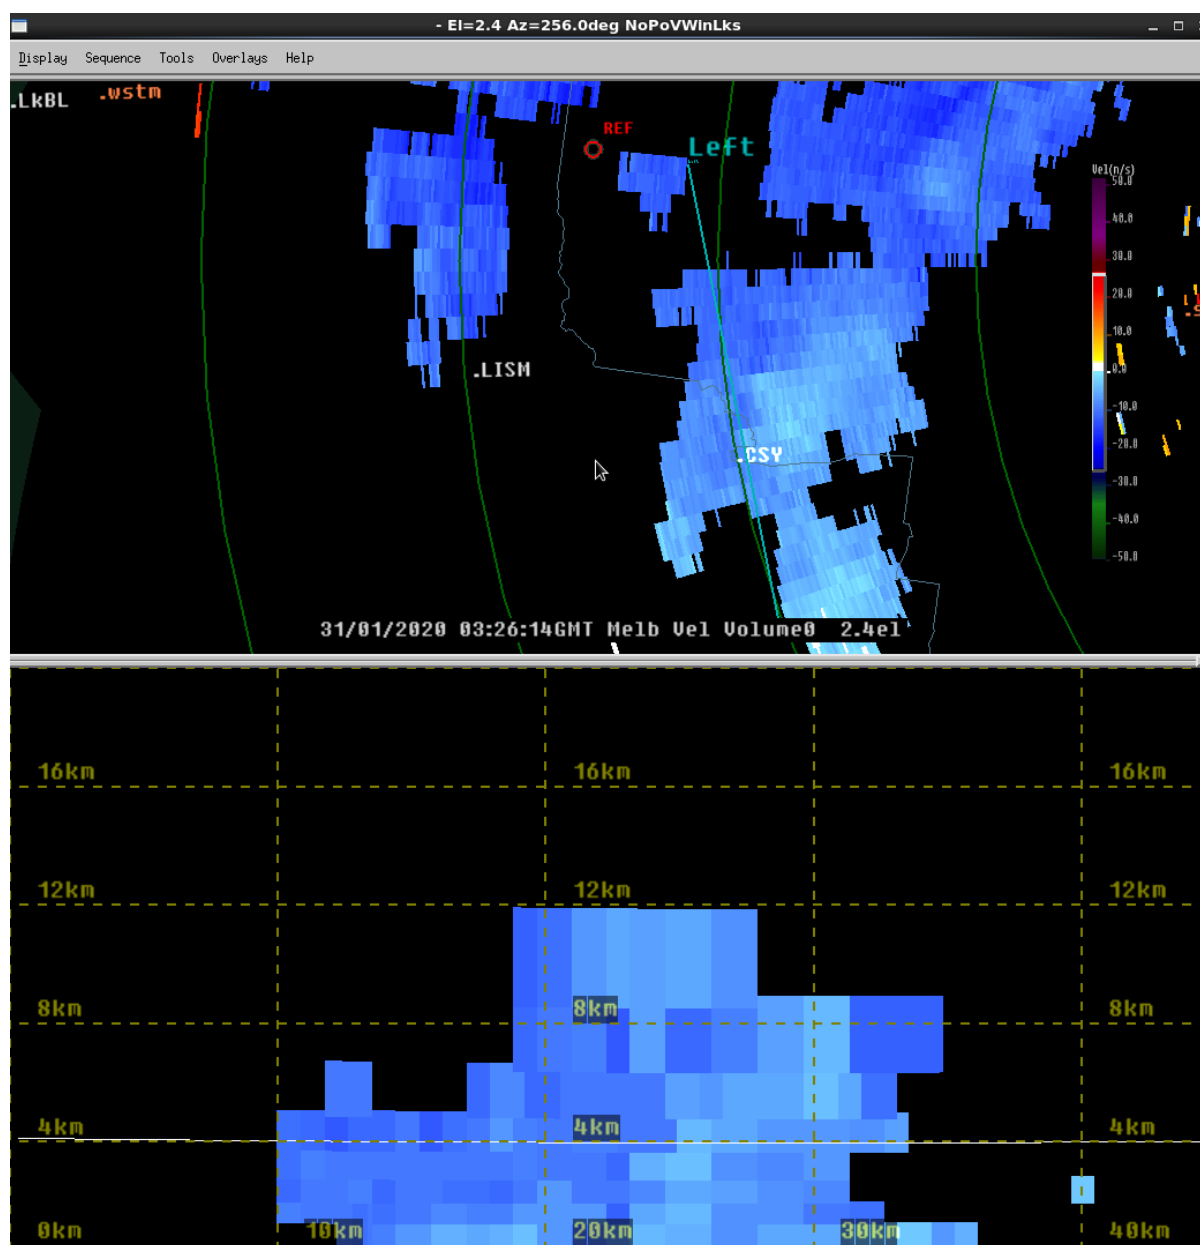 - El=2.4 Az=256.0deg NoPoVWinLks
Display Sequence Tools Overlays Help
.LkBL .wstm
REF
Left
Vel(m/s)
50.0
40.0
30.0
20.0
10.0
0.0
-10.0
-20.0
-30.0
-40.0
-50.0
.LISM
.CSY
31/01/2020 03:26:14GMT Melb Vel Volume0 2.4el
16km 16km 16km
12km 12km 12km
8km 8km 8km
4km 4km 4km
0km 10km 20km 30km 40km